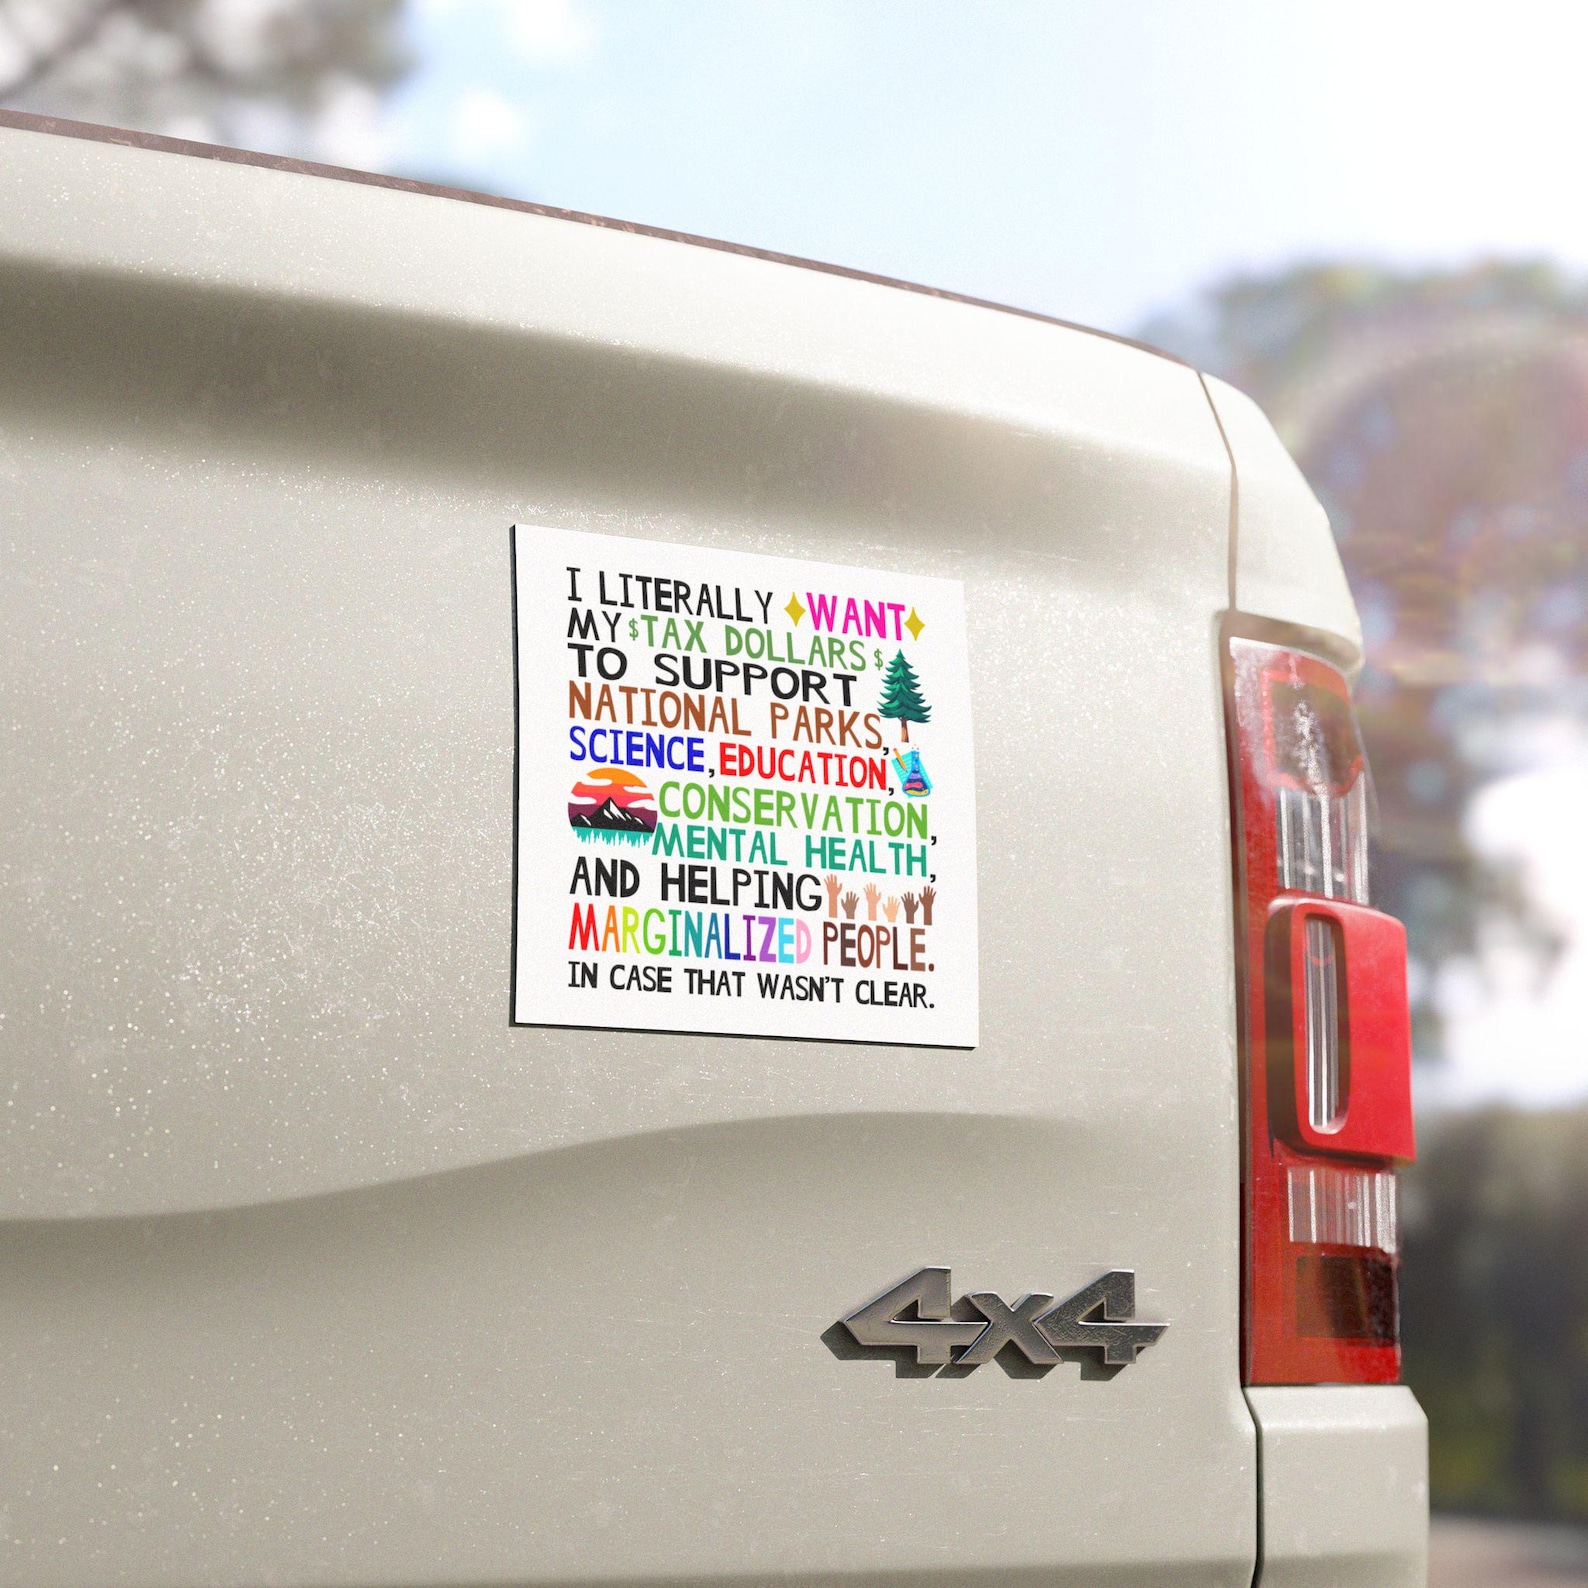 I LITERALLY WANT
MY $TAX DOLLARS$
TO SUPPORT
NATIONAL PARKS,
SCIENCE, EDUCATION,
CONSERVATION,
MENTAL HEALTH,
AND HELPING
MARGINALIZED PEOPLE.
IN CASE THAT WASN'T CLEAR.
4x4